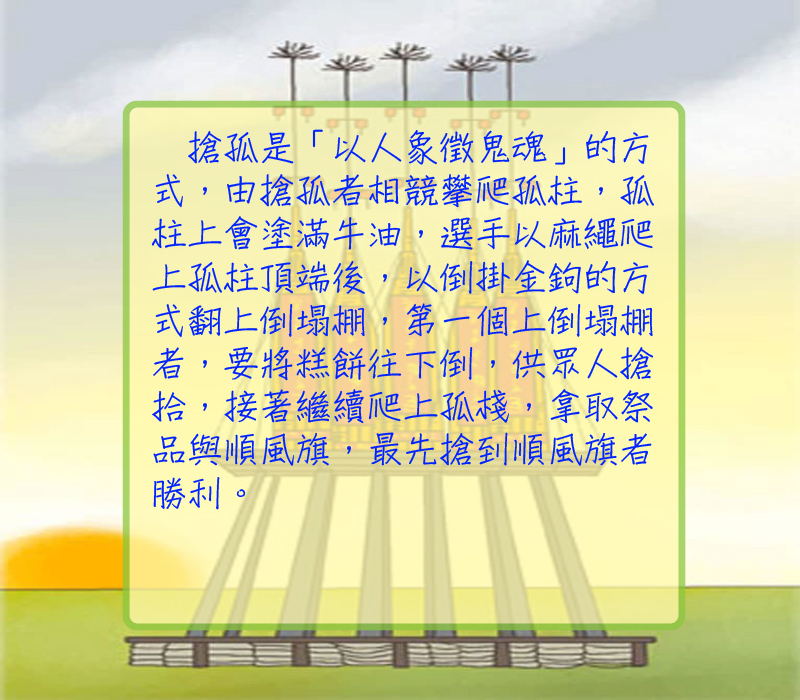 搶孤是「以人象徵鬼魂」的方
式，由搶孤者相競攀爬孤柱，孤
柱上會塗滿牛油，選手以麻繩爬
上孤柱頂端後，以倒掛金鉤的方
式翻上倒塌棚，第一個上倒塌棚
者，要將糕餅往下倒，供眾人搶
拾，接著繼續爬上孤棧，拿取祭
品與順風旗，最先搶到順風旗者
勝利。